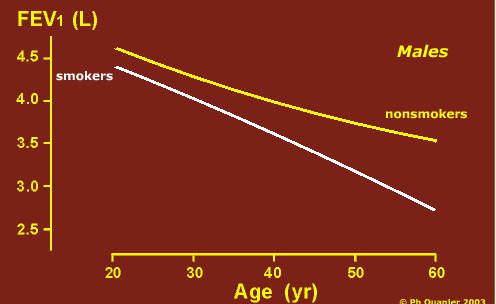 FEV1 (L)
Males
4.5
smokers
4.0
nonsmokers
3.5
3.0
2.5
20 30 40 50 60
Age (yr)
© Ph Quanjer 2003